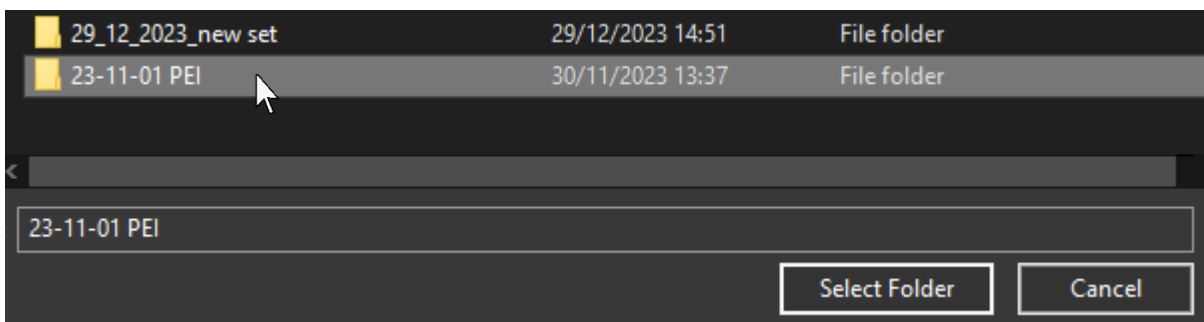 29_12_2023_new set 29/12/2023 14:51 File folder
23-11-01 PEI 30/11/2023 13:37 File folder
23-11-01 PEI
Select Folder Cancel